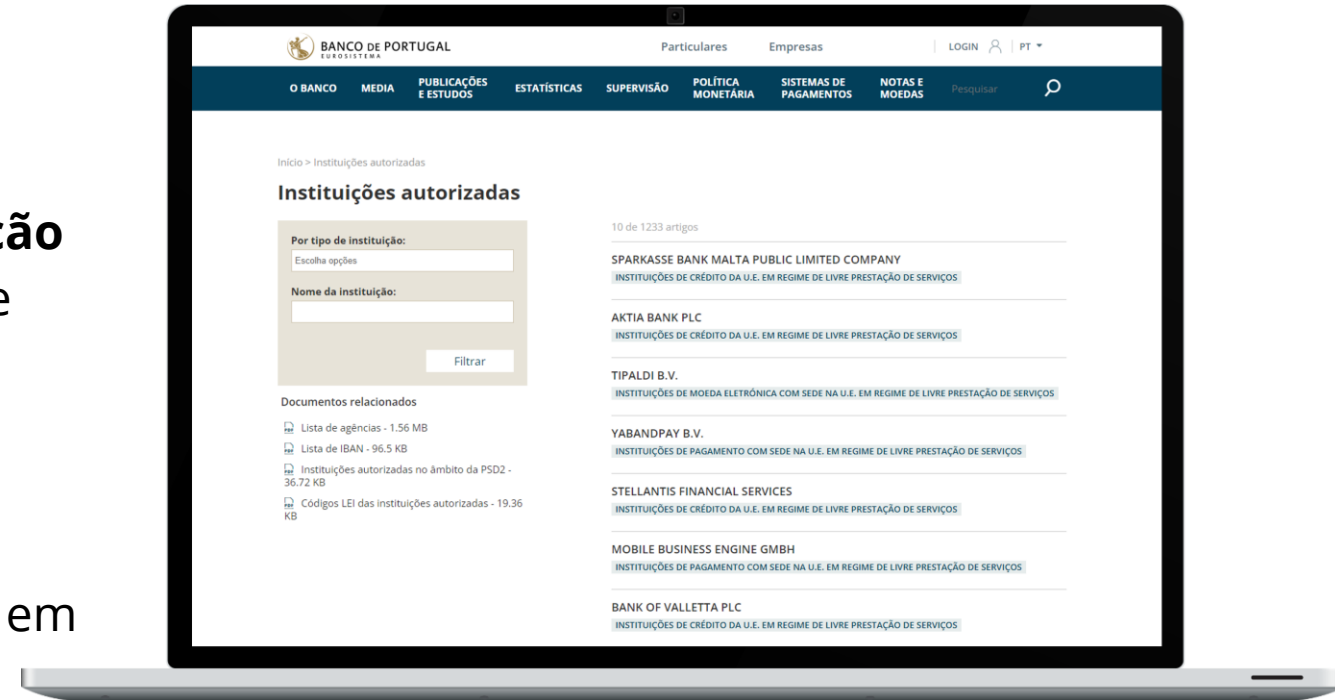 BANCO DE PORTUGAL
EUROSISTEMA
Particulares
Empresas
LOGIN
PT
O BANCO
MEDIA
PUBLICAÇÕES
E ESTUDOS
ESTATÍSTICAS
SUPERVISÃO
POLÍTICA
MONETÁRIA
SISTEMAS DE
PAGAMENTOS
NOTAS E
MOEDAS
Pesquisar
Início > Instituições autorizadas
Instituições autorizadas
Por tipo de instituição:
Escolha opções
Nome da instituição:
Filtrar
Documentos relacionados
Lista de agências - 1.56 MB
Lista de IBAN - 96.5 KB
Instituições autorizadas no âmbito da PSD2 -
36.72 KB
Códigos LEI das instituições autorizadas - 19.36
KB
10 de 1233 artigos
SPARKASSE BANK MALTA PUBLIC LIMITED COMPANY
INSTITUIÇÕES DE CRÉDITO DA U.E. EM REGIME DE LIVRE PRESTAÇÃO DE SERVIÇOS
AKTIA BANK PLC
INSTITUIÇÕES DE CRÉDITO DA U.E. EM REGIME DE LIVRE PRESTAÇÃO DE SERVIÇOS
TIPALDI B.V.
INSTITUIÇÕES DE MOEDA ELETRÓNICA COM SEDE NA U.E. EM REGIME DE LIVRE PRESTAÇÃO DE SERVIÇOS
YABANDPAY B.V.
INSTITUIÇÕES DE PAGAMENTO COM SEDE NA U.E. EM REGIME DE LIVRE PRESTAÇÃO DE SERVIÇOS
STELLANTIS FINANCIAL SERVICES
INSTITUIÇÕES DE CRÉDITO DA U.E. EM REGIME DE LIVRE PRESTAÇÃO DE SERVIÇOS
MOBILE BUSINESS ENGINE GMBH
INSTITUIÇÕES DE PAGAMENTO COM SEDE NA U.E. EM REGIME DE LIVRE PRESTAÇÃO DE SERVIÇOS
BANK OF VALLETTA PLC
INSTITUIÇÕES DE CRÉDITO DA U.E. EM REGIME DE LIVRE PRESTAÇÃO DE SERVIÇOS
ção
e
em